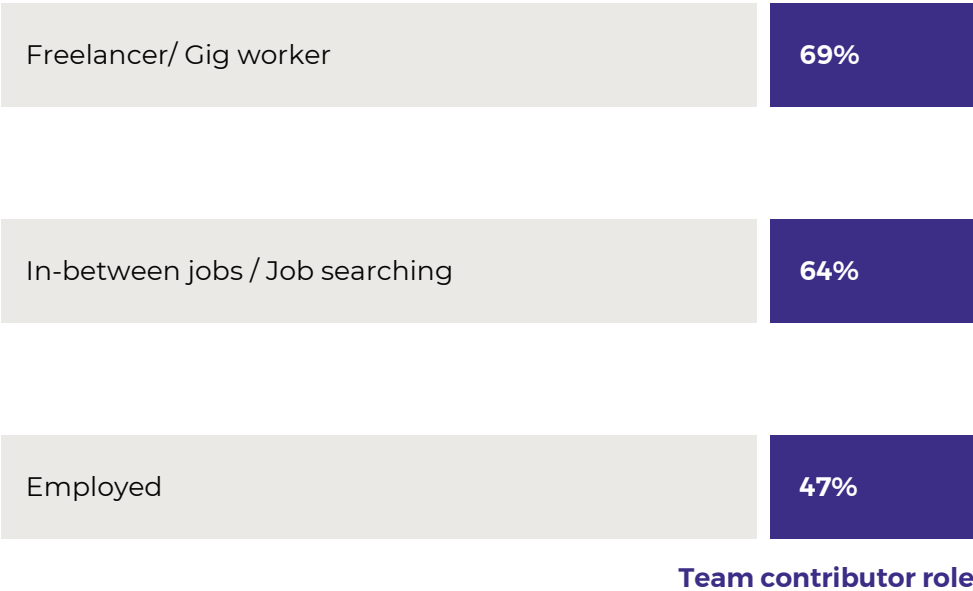 Freelancer/ Gig worker
69%
In-between jobs / Job searching
64%
Employed
47%
Team contributor role